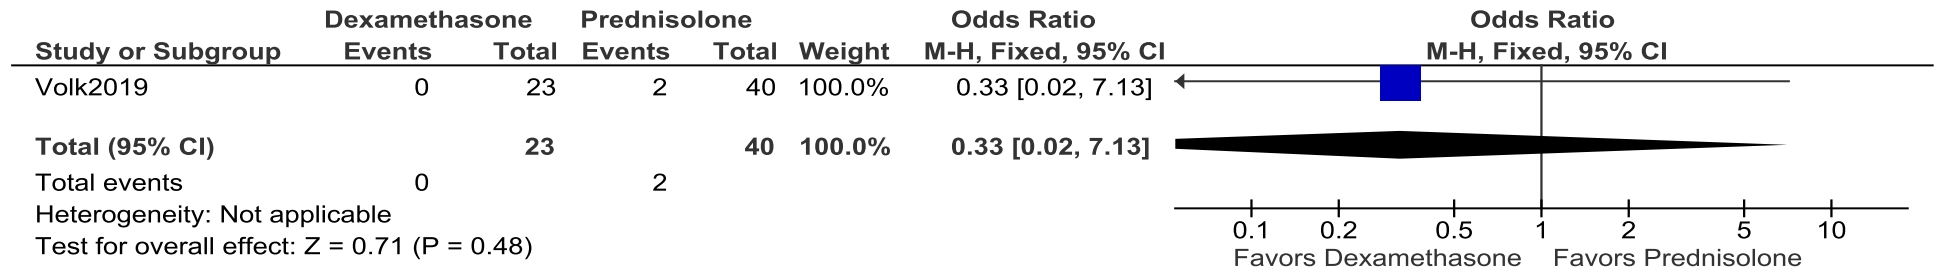 Dexamethasone Prednisolone Odds Ratio Odds Ratio
Study or Subgroup Events Total Events Total Weight M-H, Fixed, 95% CI M-H, Fixed, 95% CI
Volk2019 0 23 2 40 100.0% 0.33 [0.02, 7.13]
Total (95% CI) 23 40 100.0% 0.33 [0.02, 7.13]
Total events 0 2
Heterogeneity: Not applicable
Test for overall effect: Z = 0.71 (P = 0.48)
0.1 0.2 0.5 1 2 5 10
Favors Dexamethasone Favors Prednisolone